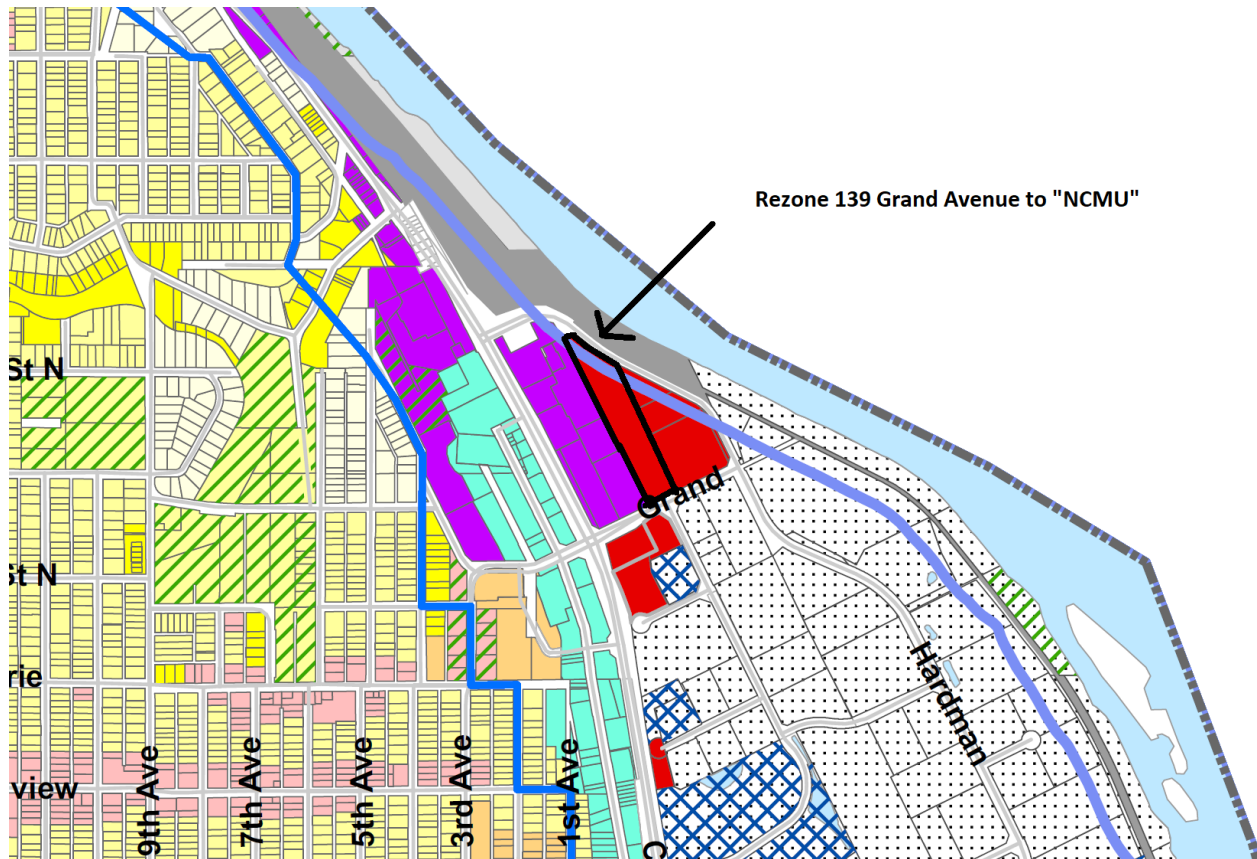 Rezone 139 Grand Avenue to "NCMU"
St N
Grand
St N
Hardman
rie
view
9th Ave
7th Ave
5th Ave
3rd Ave
1st Ave
C